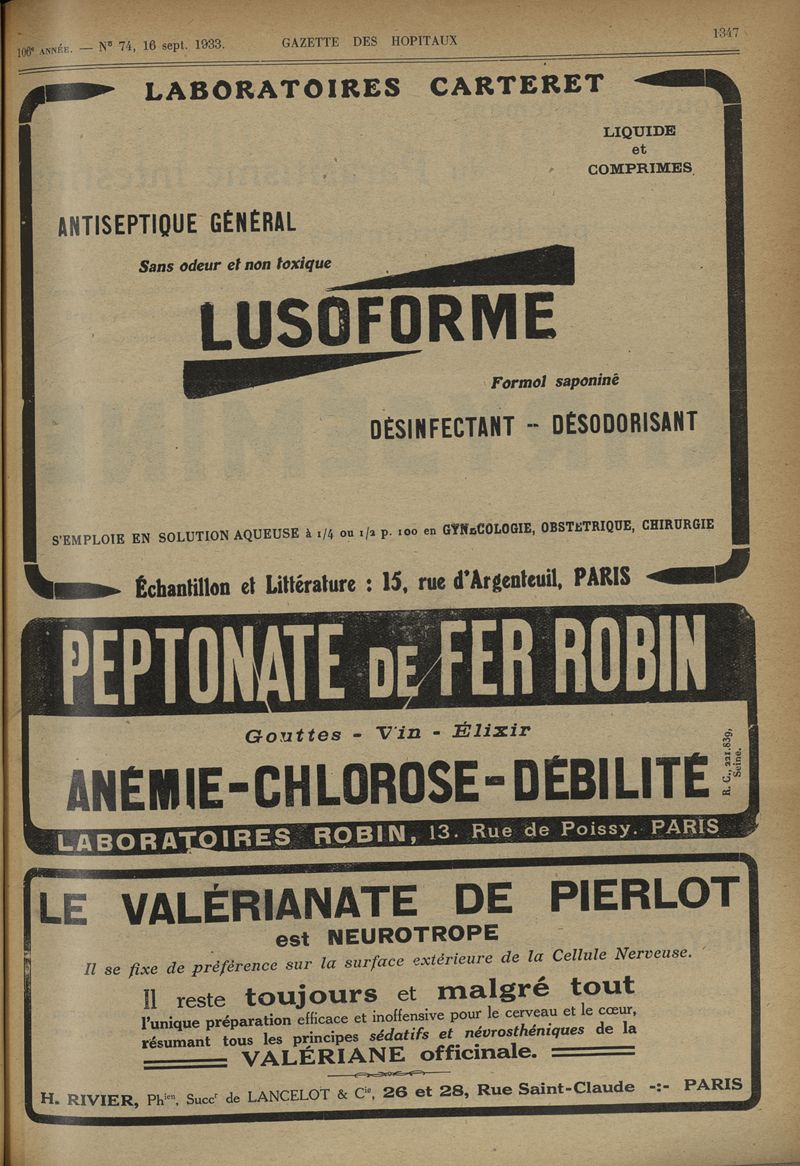 106e ANNÉE. — No 74, 16 sept. 1933. GAZETTE DES HOPITAUX 1347
LABORATOIRES CARTERET
LIQUIDE
et
COMPRIMES
ANTISEPTIQUE GÉNÉRAL
Sans odeur et non toxique
LUSOFORME
Formol saponiné
DÉSINFECTANT -- DÉSODORISANT
S'EMPLOIE EN SOLUTION AQUEUSE à 1/4 ou 1/2 p. 100 en GYNÉCOLOGIE, OBSTÉTRIQUE, CHIRURGIE
Échantillon et Littérature : 15, rue d'Argenteuil, PARIS
PEPTONATE DE FER ROBIN
Gouttes - Vin - Élixir
ANÉMIE-CHLOROSE-DÉBILITÉ
R. C., 221.839,
Seine.
LABORATOIRES ROBIN, 13. Rue de Poissy. PARIS
LE VALÉRIANATE DE PIERLOT
est NEUROTROPE
Il se fixe de préférence sur la surface extérieure de la Cellule Nerveuse.
Il reste toujours et malgré tout
l'unique préparation efficace et inoffensive pour le cerveau et le cœur,
résumant tous les principes sédatifs et névrosthéniques de la
VALÉRIANE officinale.
H. RIVIER, Phien, Succr de LANCELOT & Cie, 26 et 28, Rue Saint-Claude -:- PARIS